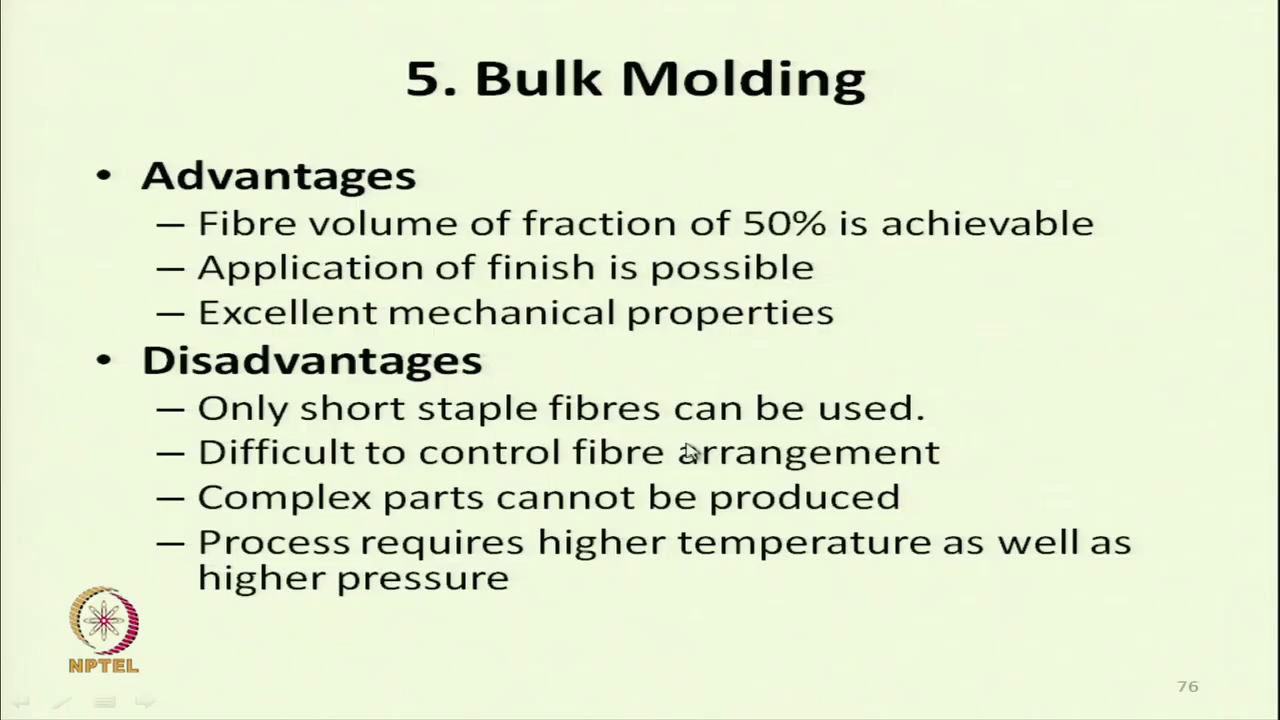 5. Bulk Molding
• Advantages
– Fibre volume of fraction of 50% is achievable
– Application of finish is possible
– Excellent mechanical properties
• Disadvantages
– Only short staple fibres can be used.
– Difficult to control fibre arrangement
– Complex parts cannot be produced
– Process requires higher temperature as well as
higher pressure
NPTEL
76